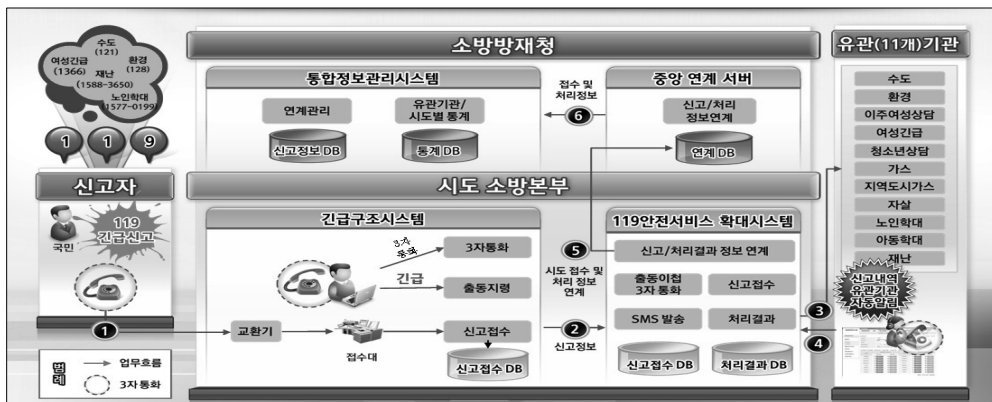 수도
(121)
여성긴급
(1366)
환경
(128)
재난
(1588-3650)
노인학대
(1577-0199)
1 1 9
신고자
119
긴급신고
국민
1
범례
업무흐름
3자 통화
소방방재청
통합정보관리시스템
연계관리
유관기관/
시도별 통계
신고정보 DB
통계 DB
접수 및
처리정보
6
중앙 연계 서버
신고/처리
정보연계
연계 DB
시도 소방본부
긴급구조시스템
3자
통화
3자통화
긴급
출동지령
교환기
접수대
신고접수
신고접수 DB
5
시도 접수 및
처리 정보
연계
2
신고정보
119안전서비스 확대시스템
신고/처리결과 정보 연계
출동이첩
3자 통화
신고접수
SMS 발송
처리결과
신고접수 DB
처리결과 DB
3
4
유관(11개)기관
수도
환경
이주여성상담
여성긴급
청소년상담
가스
지역도시가스
자살
노인학대
아동학대
재난
신고내역
유관기관
자동알림